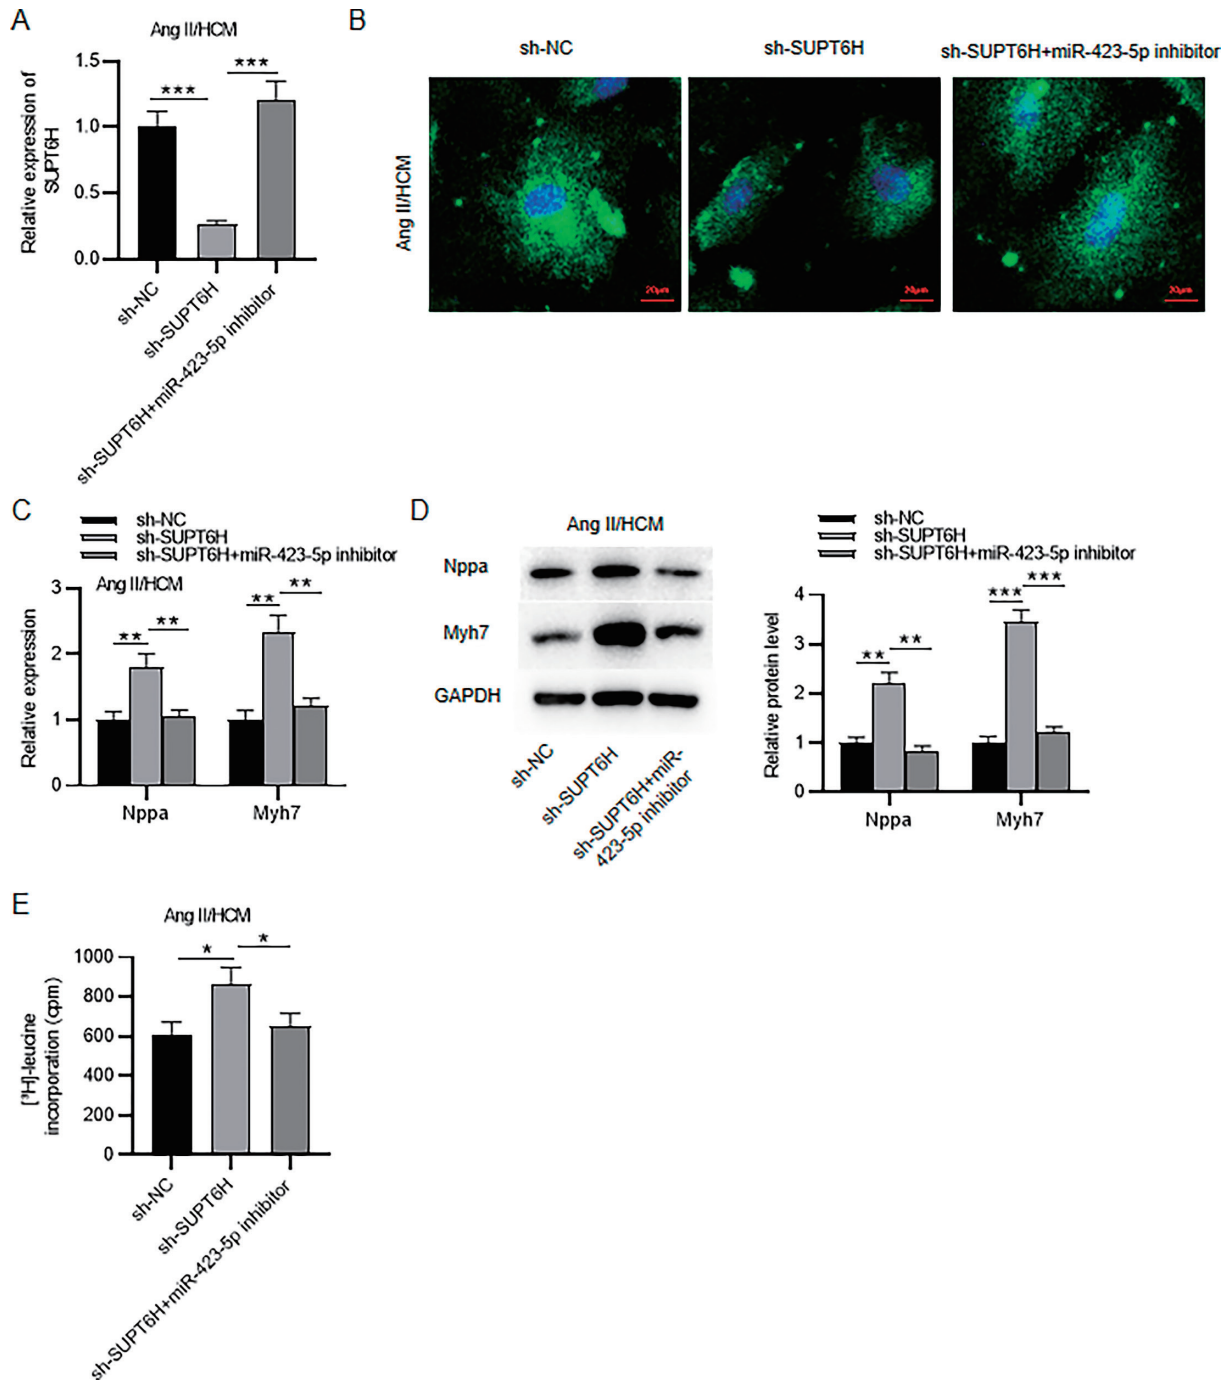 A
Ang II/HCM
Relative expression of
SUPT6H
1.5
1.0
0.5
0.0
***
***
sh-NC
sh-SUPT6H
sh-SUPT6H+miR-423-5p inhibitor
B
sh-NC
sh-SUPT6H
sh-SUPT6H+miR-423-5p inhibitor
Ang II/HCM
20μm
20μm
20μm
C
sh-NC
sh-SUPT6H
sh-SUPT6H+miR-423-5p inhibitor
Ang II/HCM
Relative expression
3
2
1
0
**
**
**
**
Nppa
Myh7
D
Ang II/HCM
Nppa
Myh7
GAPDH
sh-NC
sh-SUPT6H
sh-SUPT6H+miR-
423-5p inhibitor
sh-NC
sh-SUPT6H
sh-SUPT6H+miR-423-5p inhibitor
Relative protein level
4
3
2
1
0
**
**
***
***
Nppa
Myh7
E
Ang II/HCM
[³H]-leucine
incorporation (cpm)
1000
800
600
400
200
0
*
*
sh-NC
sh-SUPT6H
sh-SUPT6H+miR-423-5p inhibitor